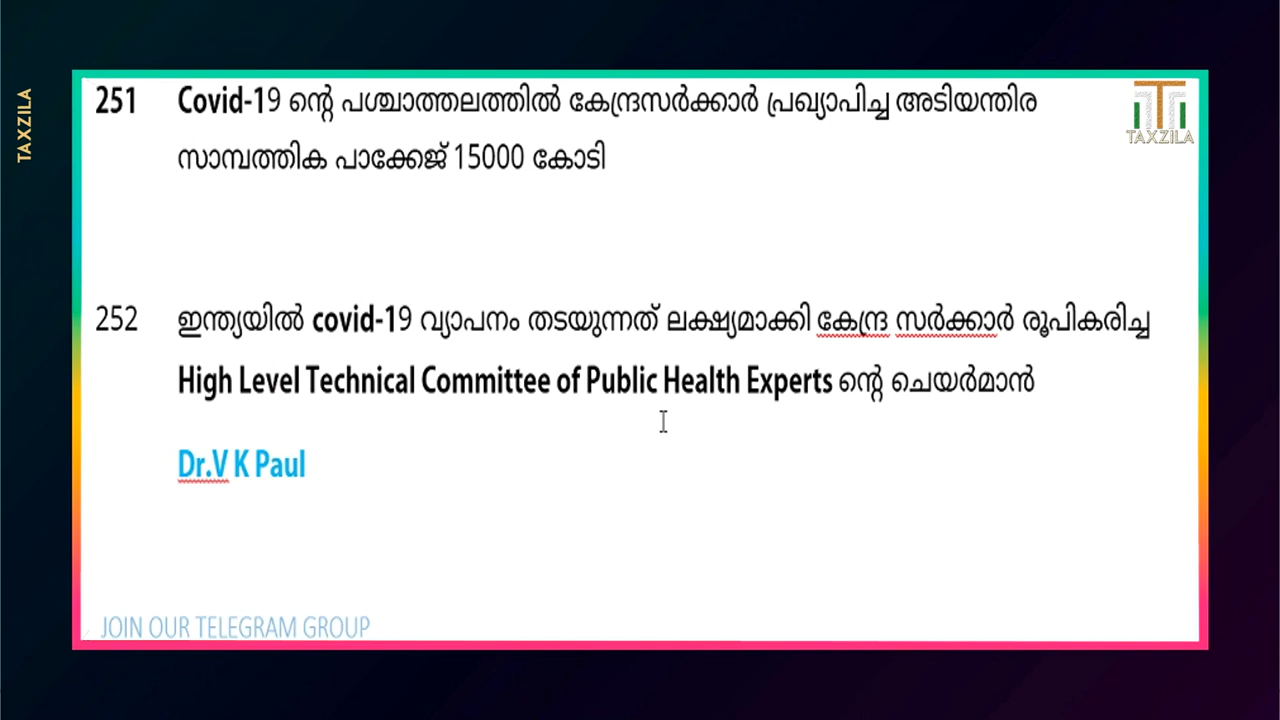 TAXZILA
251 Covid-19 ന്റെ പശ്ചാത്തലത്തിൽ കേന്ദ്രസർക്കാർ പ്രഖ്യാപിച്ച അടിയന്തിര
സാമ്പത്തിക പാക്കേജ് 15000 കോടി
TAXZILA
252 ഇന്ത്യയിൽ covid-19 വ്യാപനം തടയുന്നത് ലക്ഷ്യമാക്കി കേന്ദ്ര സർക്കാർ രൂപികരിച്ച
High Level Technical Committee of Public Health Experts ന്റെ ചെയർമാൻ
Dr.V K Paul
JOIN OUR TELEGRAM GROUP